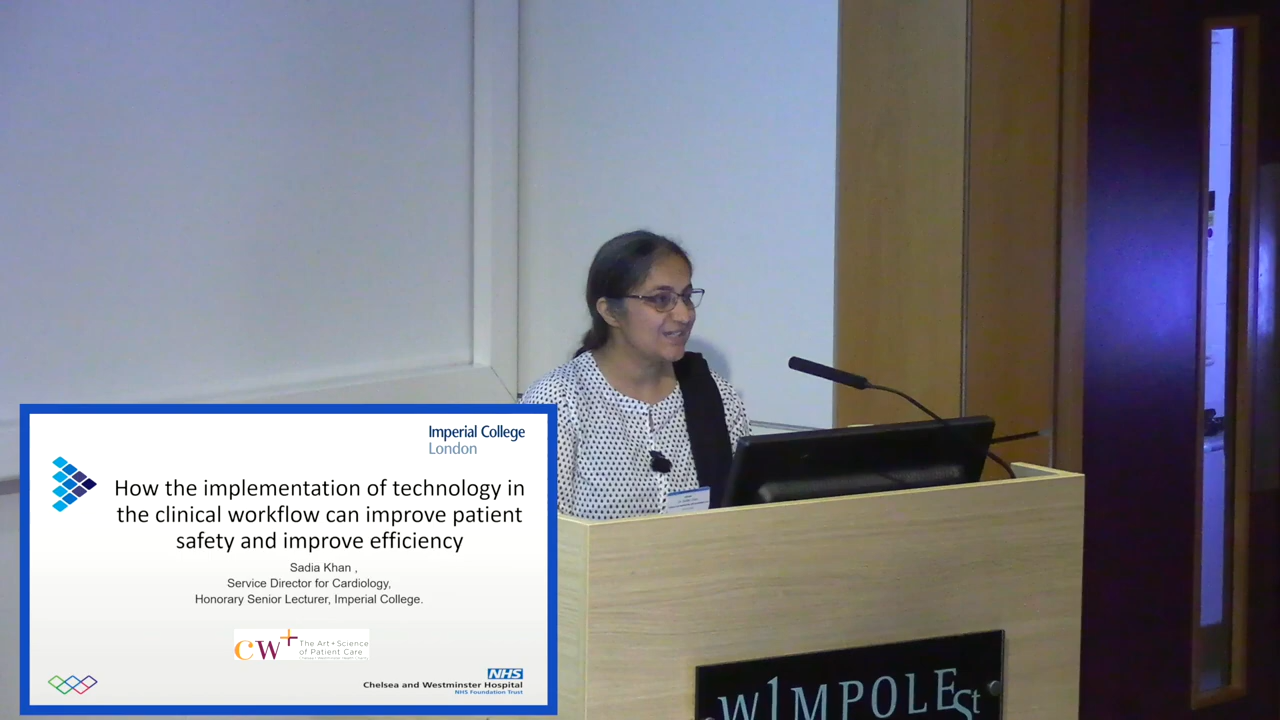 Imperial College
London
How the implementation of technology in
the clinical workflow can improve patient
safety and improve efficiency
Sadia Khan ,
Service Director for Cardiology,
Honorary Senior Lecturer, Imperial College.
cw+
The Art+Science
of Patient Care
NHS
Chelsea and Westminster Hospital
NHS Foundation Trust
W1MPOLE St